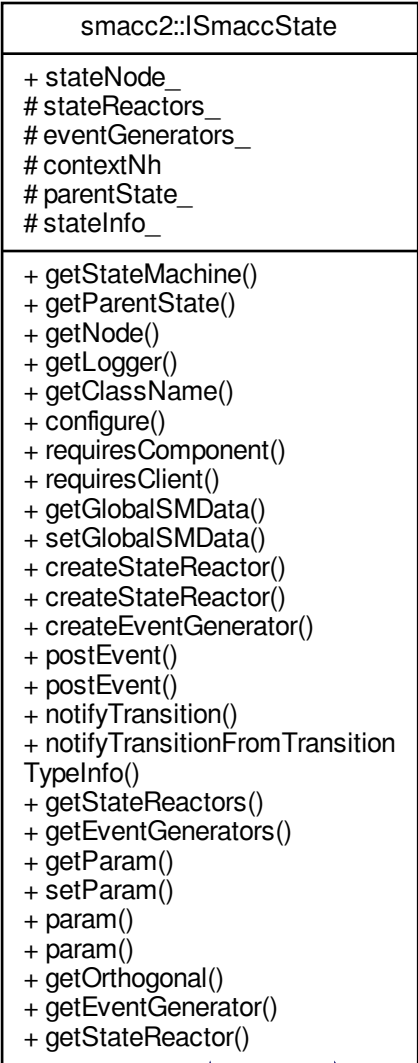 smacc2::ISmaccState
+ stateNode_
# stateReactors_
# eventGenerators_
# contextNh
# parentState_
# stateInfo_
+ getStateMachine()
+ getParentState()
+ getNode()
+ getLogger()
+ getClassName()
+ configure()
+ requiresComponent()
+ requiresClient()
+ getGlobalSMData()
+ setGlobalSMData()
+ createStateReactor()
+ createStateReactor()
+ createEventGenerator()
+ postEvent()
+ postEvent()
+ notifyTransition()
+ notifyTransitionFromTransition
TypeInfo()
+ getStateReactors()
+ getEventGenerators()
+ getParam()
+ setParam()
+ param()
+ param()
+ getOrthogonal()
+ getEventGenerator()
+ getStateReactor()